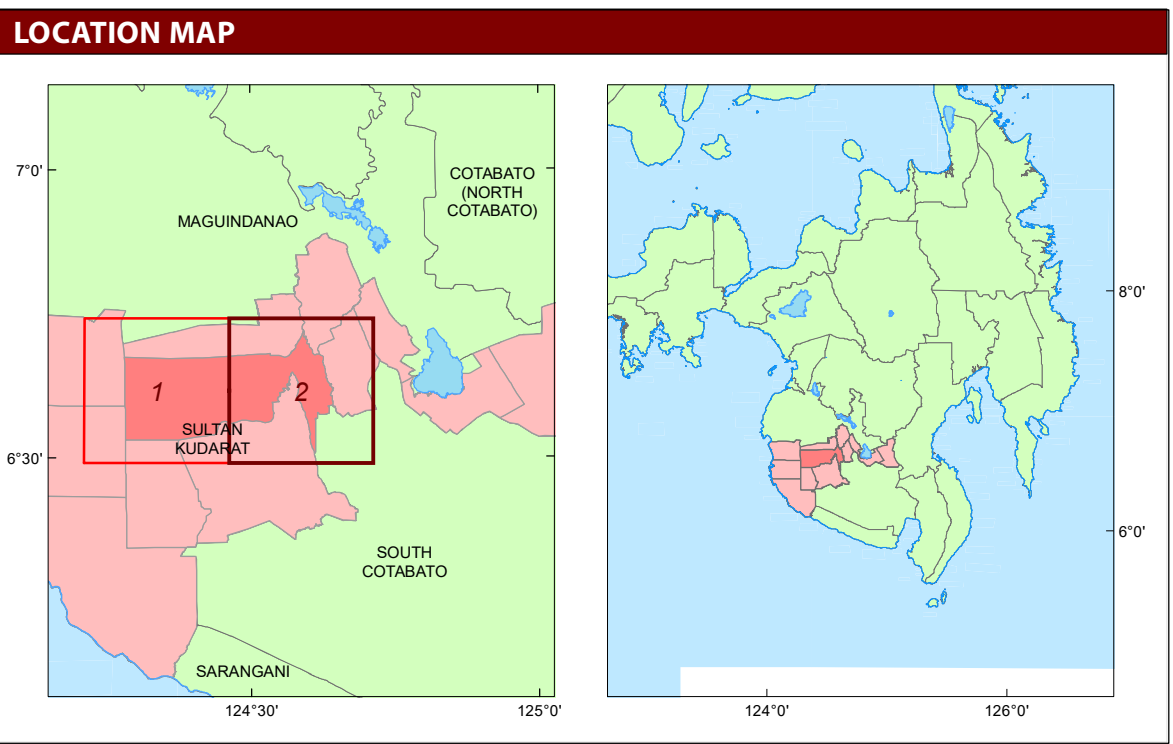 LOCATION MAP
7°0'
COTABATO
(NORTH
COTABATO)
MAGUINDANAO
8°0'
1
2
SULTAN
KUDARAT
6°30'
6°0'
SOUTH
COTABATO
SARANGANI
124°30'
125°0'
124°0'
126°0'